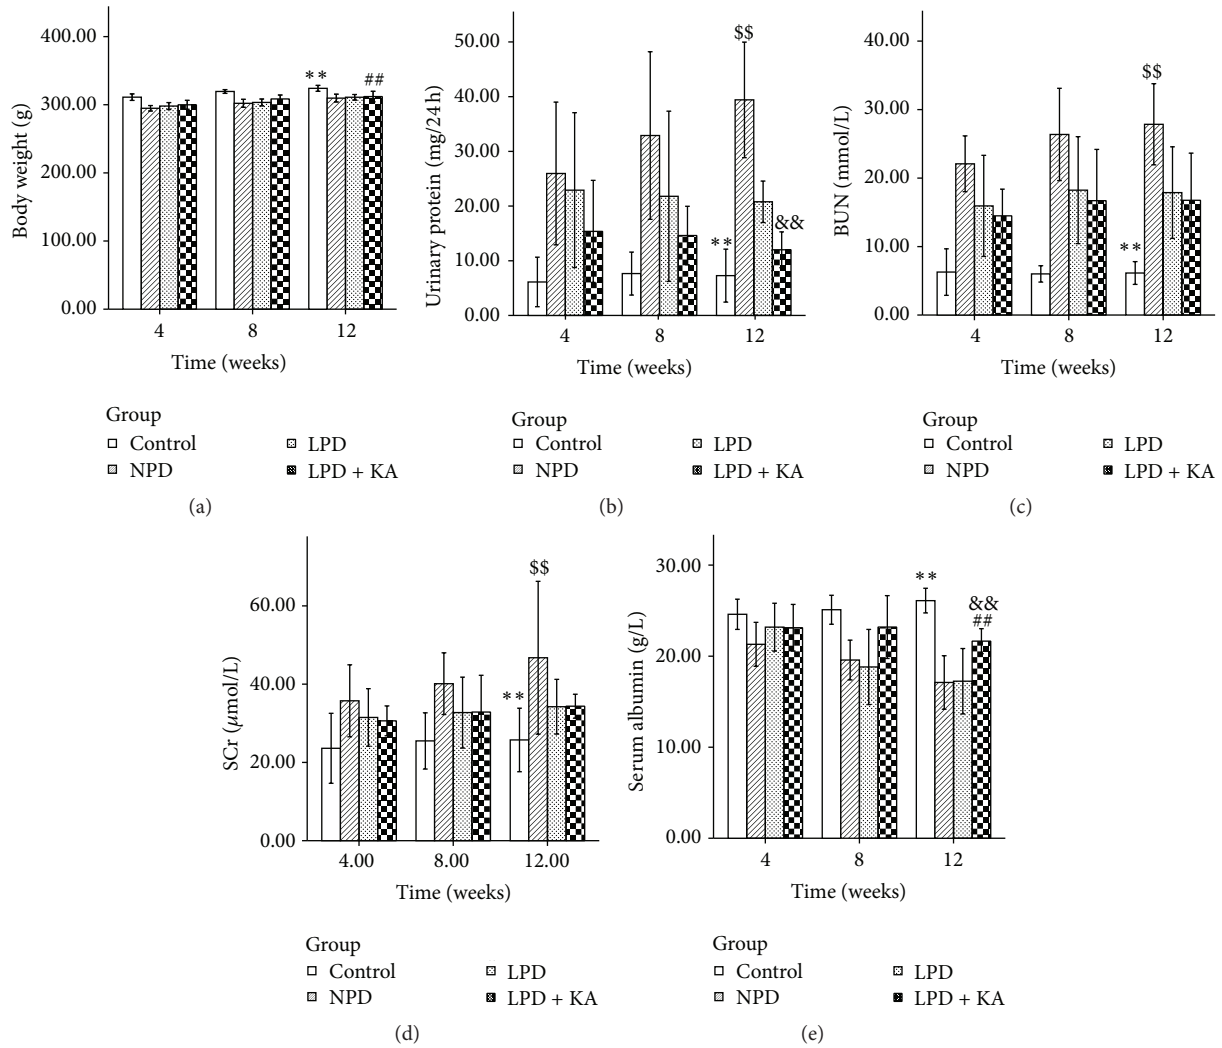 400.00
300.00
200.00
100.00
0.00
Body weight (g)
** ##
4 8 12
Time (weeks)
Group
Control LPD
NPD LPD + KA
(a)
50.00
40.00
30.00
20.00
10.00
0.00
Urinary protein (mg/24 h)
$$
** &&
4 8 12
Time (weeks)
Group
Control LPD
NPD LPD + KA
(b)
40.00
30.00
20.00
10.00
0.00
BUN (mmol/L)
$$
**
4 8 12
Time (weeks)
Group
Control LPD
NPD LPD + KA
(c)
60.00
40.00
20.00
0.00
SCr (μmol/L)
$$
**
4.00 8.00 12.00
Time (weeks)
Group
Control LPD
NPD LPD + KA
(d)
30.00
20.00
10.00
0.00
Serum albumin (g/L)
**
&&
##
4 8 12
Time (weeks)
Group
Control LPD
NPD LPD + KA
(e)